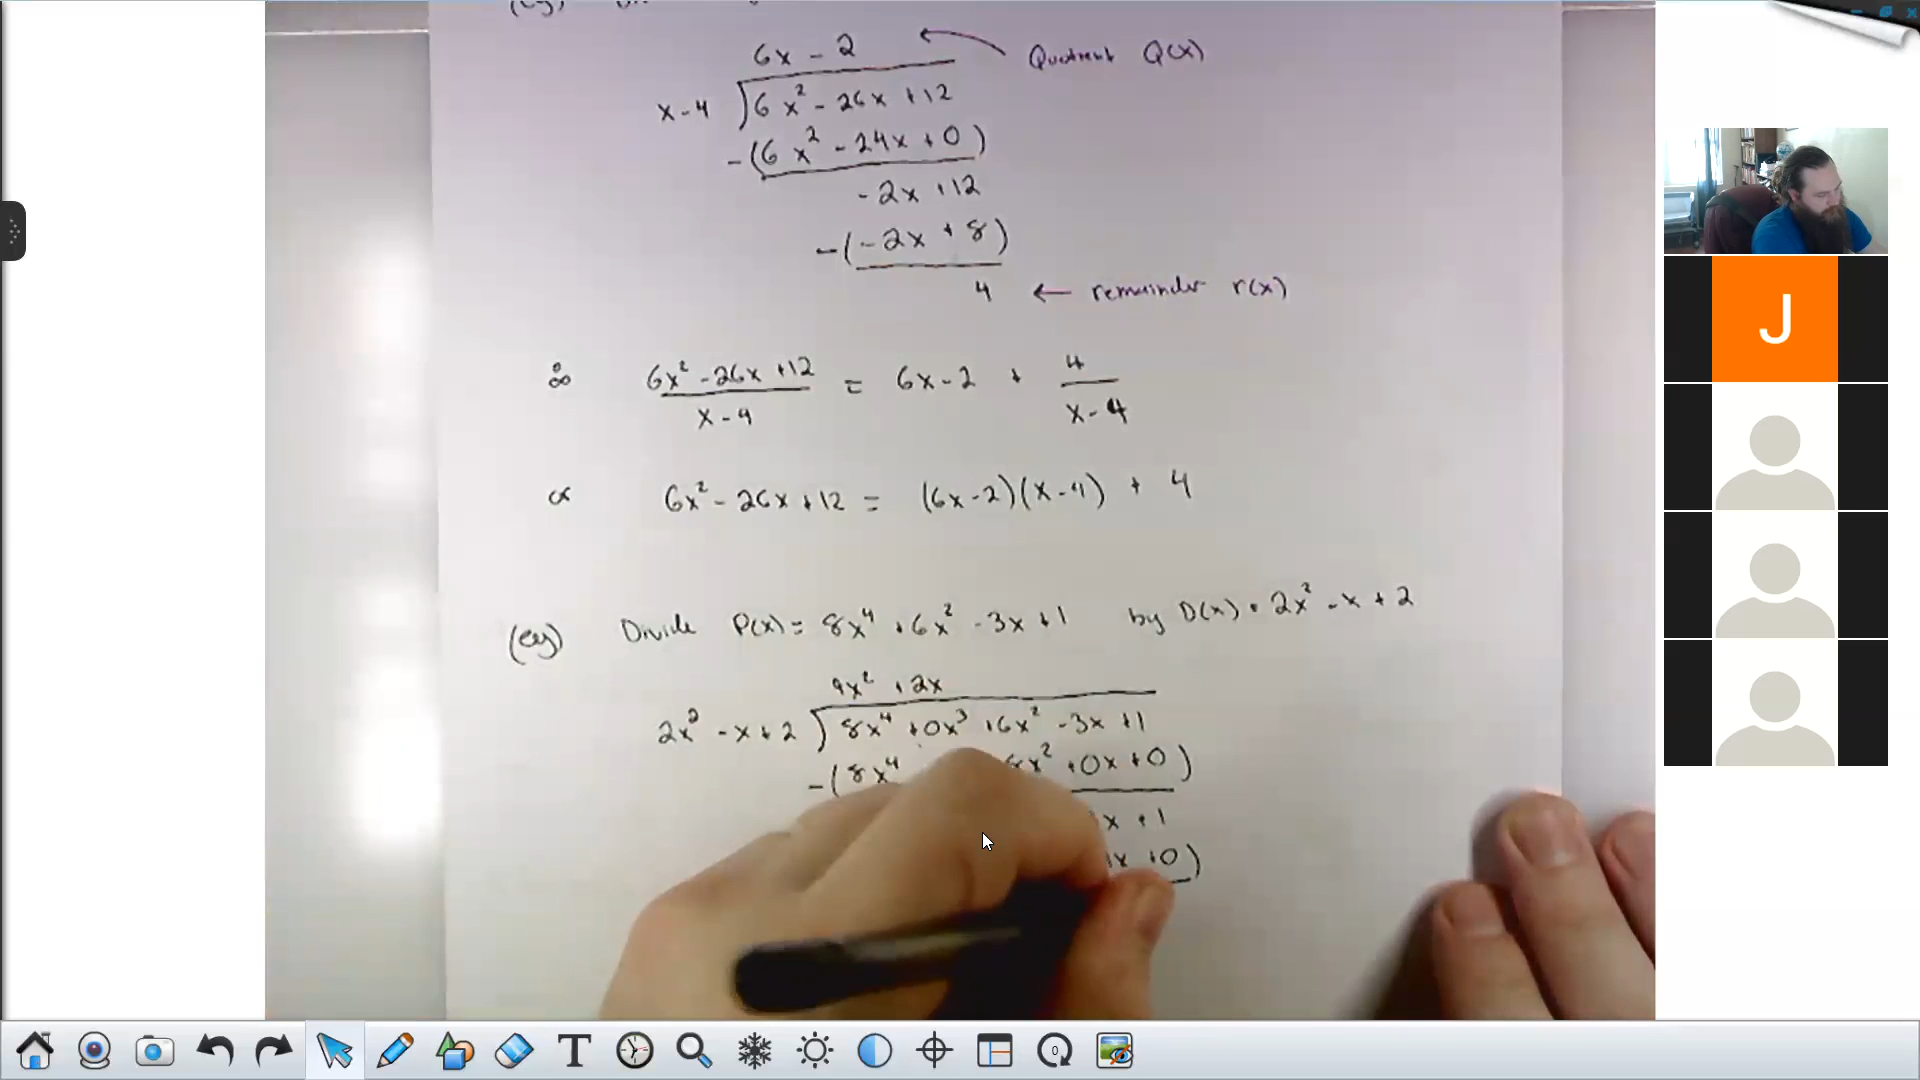 (eg)
6x - 2
Quotient Q(x)
x-4 ) 6x² - 26x +12
-(6x² - 24x + 0 )
-2x +12
-(-2x + 8)
4 ← remainder r(x)
∴ 6x² - 26x +12 / x-4 = 6x-2 + 4 / x-4
or 6x² - 26x + 12 = (6x-2)(x-4) + 4
(eg) Divide P(x) = 8x⁴ + 6x² - 3x + 1 by D(x) = 2x² - x + 2
4x² + 2x
2x² - x + 2 ) 8x⁴ + 0x³ + 6x² - 3x + 1
-(8x⁴ x² + 0x + 0 )
x + 1
x + 0 )
J
T
0